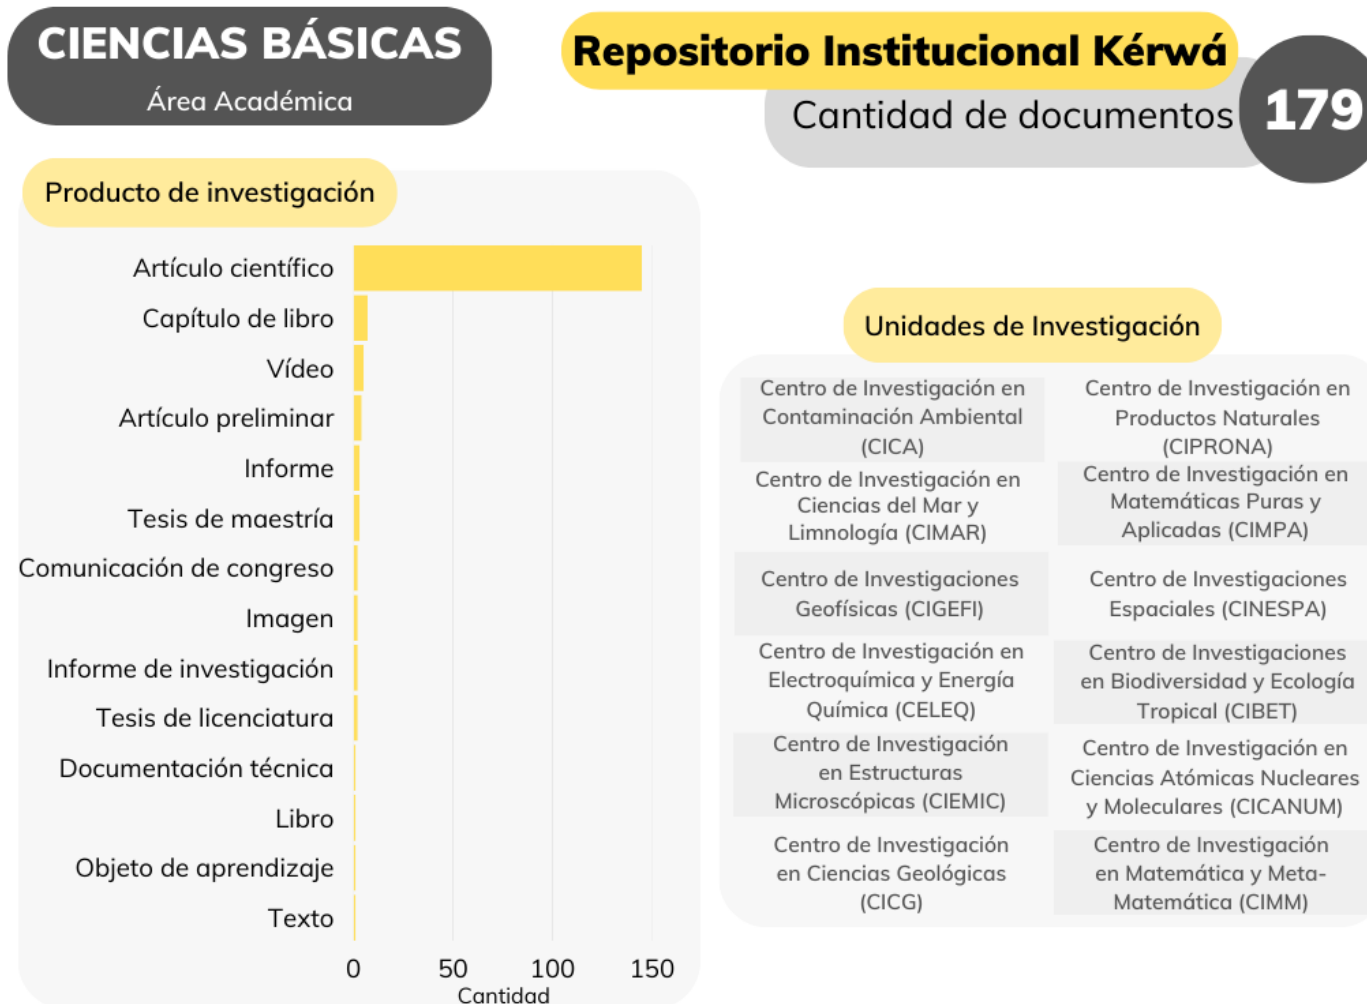 CIENCIAS BÁSICAS
Área Académica
Repositorio Institucional Kérwá
Cantidad de documentos
179
Producto de investigación
Artículo científico
Capítulo de libro
Vídeo
Artículo preliminar
Informe
Tesis de maestría
Comunicación de congreso
Imagen
Informe de investigación
Tesis de licenciatura
Documentación técnica
Libro
Objeto de aprendizaje
Texto
0 50 100 150
Cantidad
Unidades de Investigación
Centro de Investigación en
Contaminación Ambiental
(CICA)
Centro de Investigación en
Productos Naturales
(CIPRONA)
Centro de Investigación en
Ciencias del Mar y
Limnología (CIMAR)
Centro de Investigación en
Matemáticas Puras y
Aplicadas (CIMPA)
Centro de Investigaciones
Geofísicas (CIGEFI)
Centro de Investigaciones
Espaciales (CINESPA)
Centro de Investigación en
Electroquímica y Energía
Química (CELEQ)
Centro de Investigaciones
en Biodiversidad y Ecología
Tropical (CIBET)
Centro de Investigación
en Estructuras
Microscópicas (CIEMIC)
Centro de Investigación en
Ciencias Atómicas Nucleares
y Moleculares (CICANUM)
Centro de Investigación
en Ciencias Geológicas
(CICG)
Centro de Investigación
en Matemática y Meta-
Matemática (CIMM)